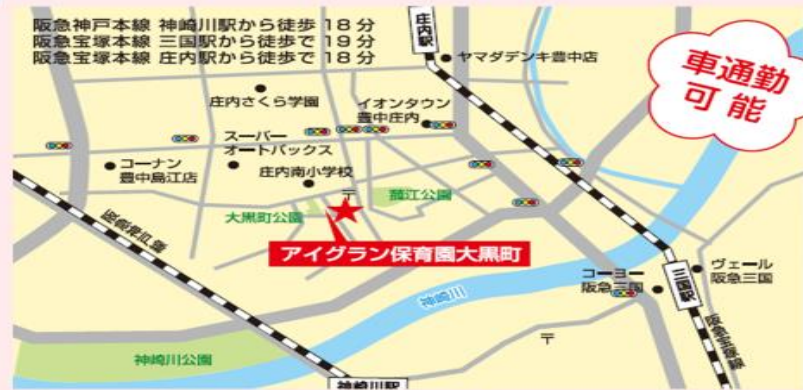 阪急神戸本線 神崎川駅から徒歩 18 分
阪急宝塚本線 三国駅から徒歩で 19 分
阪急宝塚本線 庄内駅から徒歩で 18 分
庄内駅
ヤマダデンキ豊中店
車通勤
可能
庄内さくら学園
イオンタウン
豊中庄内
スーパー
オートバックス
コーナン
豊中島江店
庄内南小学校
〒
菰江公園
大黒町公園
アイグラン保育園大黒町
神崎川
コーヨー
阪急三国
三国駅
ヴェール
阪急三国
阪急宝塚線
〒
神崎川公園
神崎川駅